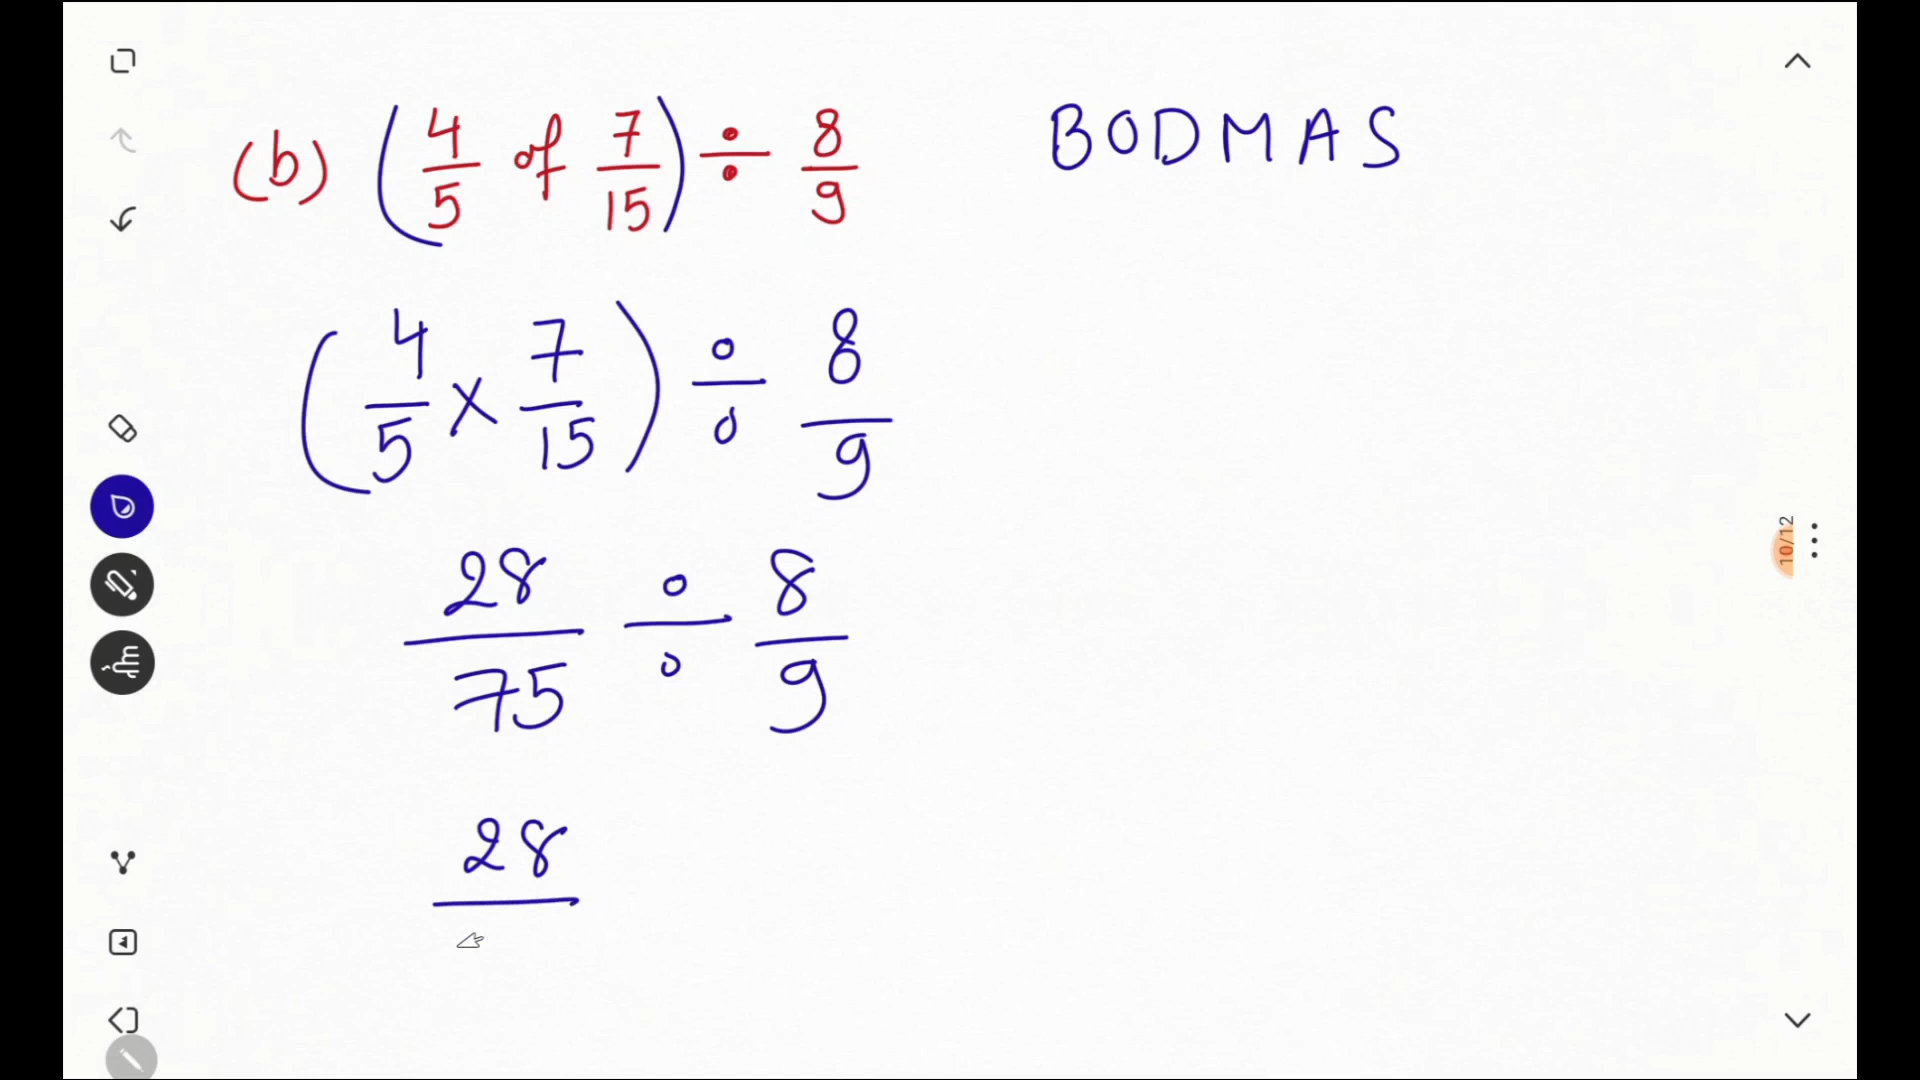 (b) (4/5 of 7/15) ÷ 8/9
BODMAS
(4/5 × 7/15) ÷ 8/9
28/75 ÷ 8/9
28
10/12